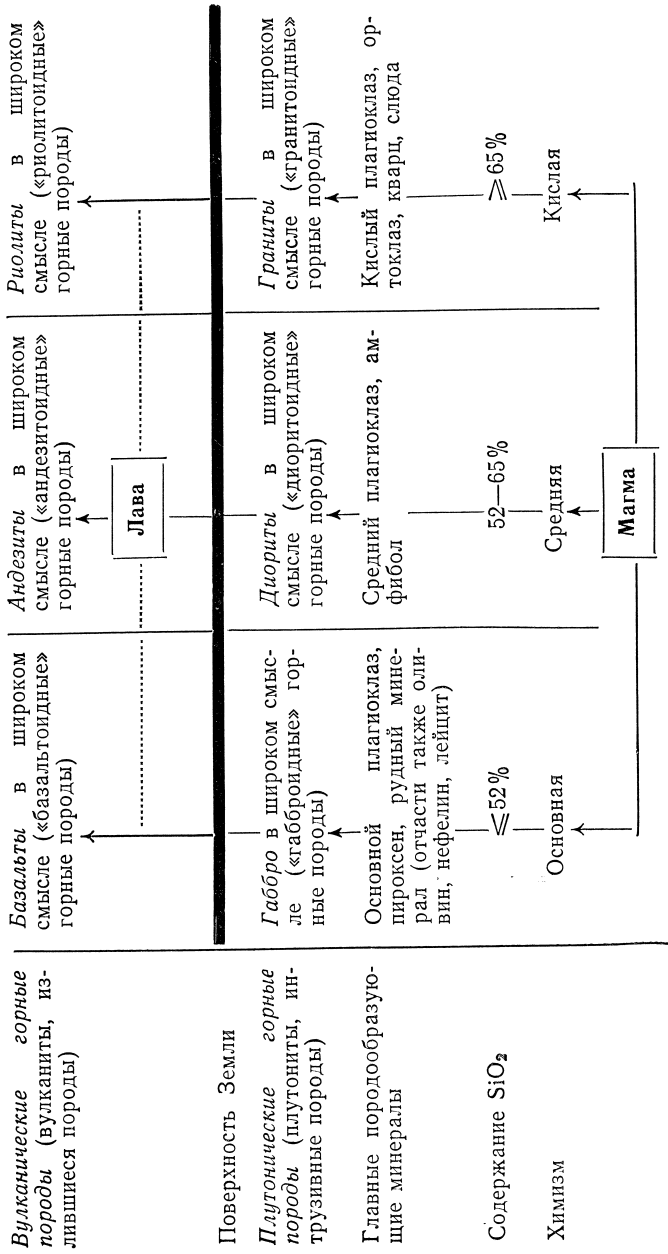 Вулканические горные
породы (вулканиты, из-
лившиеся породы)
Базальты в широком
смысле («базальтоидные»
горные породы)
Андезиты в широком
смысле («андезитоидные»
горные породы)
Риолиты в широком
смысле («риолитоидные»
горные породы)
Лава
Поверхность Земли
Плутонические горные
породы (плутониты, ин-
трузивные породы)
Габбро в широком смыс-
ле («габброидные» гор-
ные породы)
Диориты в широком
смысле («диоритоидные»
горные породы)
Граниты в широком
смысле («гранитоидные»
горные породы)
Главные породообразую-
щие минералы
Основной плагиоклаз,
пироксен, рудный мине-
рал (отчасти также оли-
вин, нефелин, лейцит)
Средний плагиоклаз, ам-
фибол
Кислый плагиоклаз, ор-
токлаз, кварц, слюда
Содержание SiO₂
≤52%
52—65%
≥65%
Химизм
Основная
Средняя
Кислая
Магма